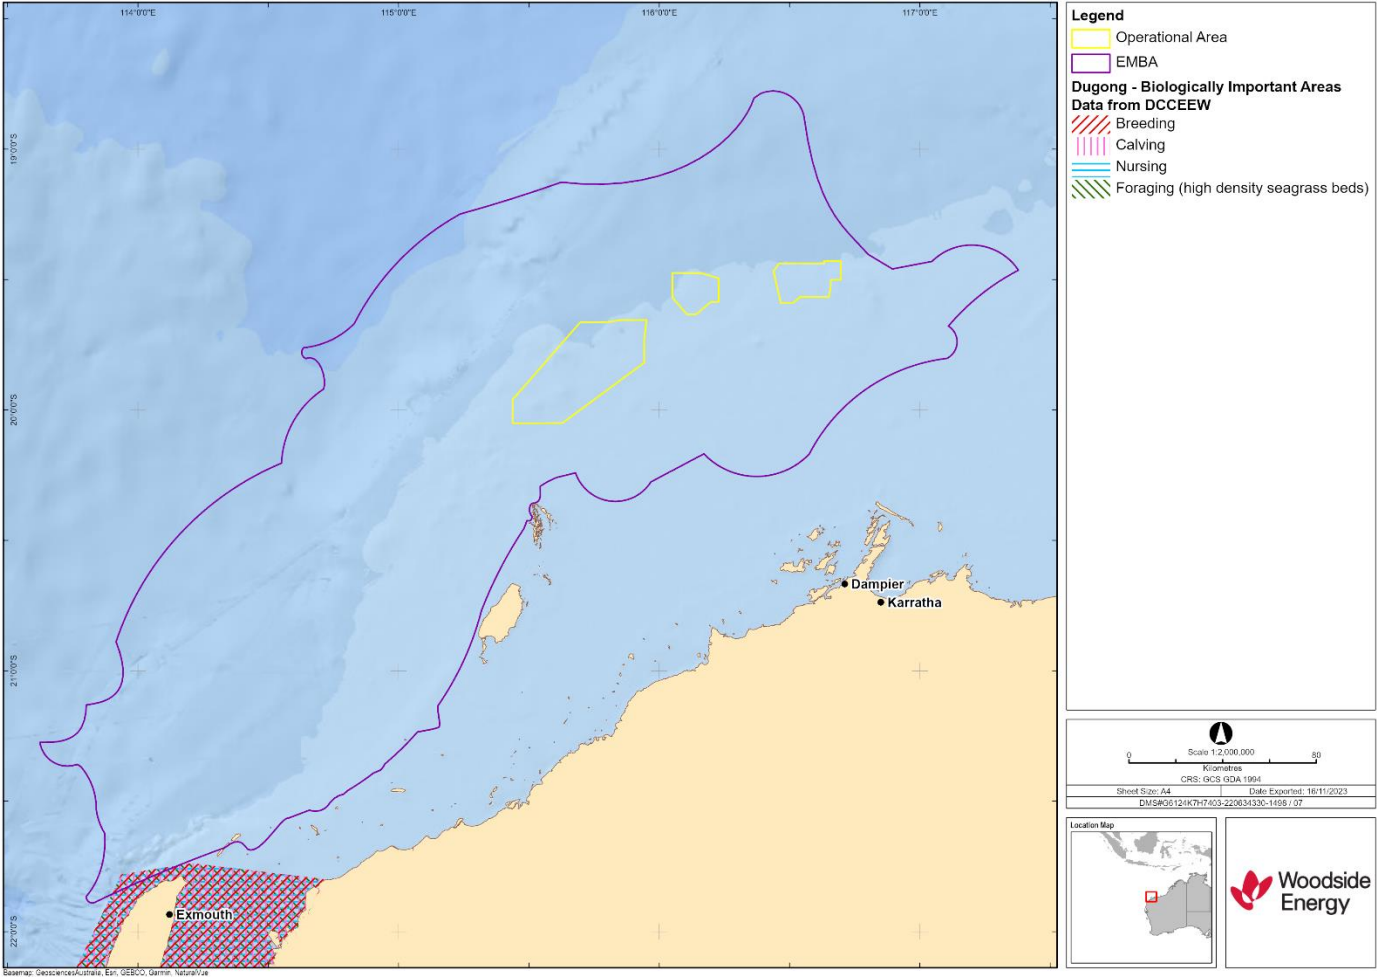 114°0'0"E
115°0'0"E
116°0'0"E
117°0'0"E
19°0'0"S
20°0'0"S
21°0'0"S
22°0'0"S
Dampier
Karratha
Exmouth
Basemap: GeosciencesAustralia, Esri, GEBCO, Garmin, NaturalVue
Legend
Operational Area
EMBA
Dugong - Biologically Important Areas
Data from DCCEEW
Breeding
Calving
Nursing
Foraging (high density seagrass beds)
Scale 1:2,000,000
0 80
Kilometres
CRS: GCS GDA 1994
Sheet Size: A4 Date Exported: 16/11/2023
DMS#G6124K7H7403-220634330-1498 / 07
Location Map
Woodside
Energy